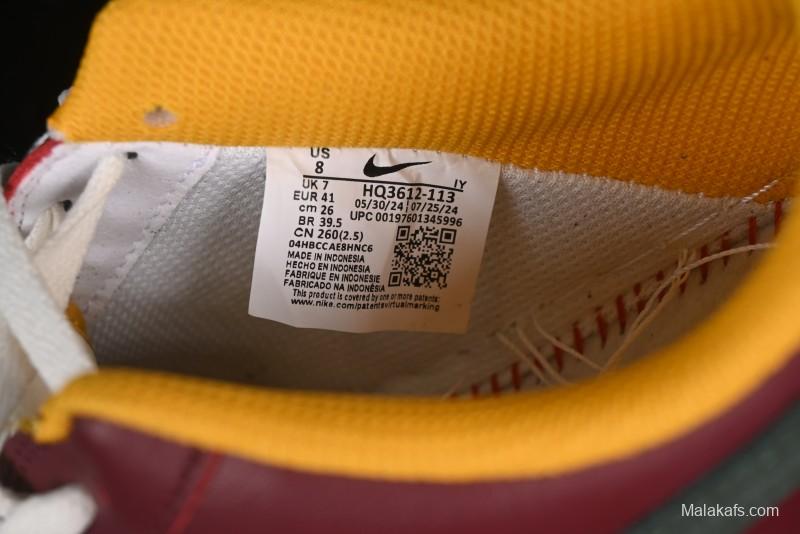 US
8
UK 7
EUR 41
cm 26
BR 39.5
CN 260(2.5)
IY
HQ3612-113
05/30/24 07/25/24
UPC 00197601345996
04HBCCAE8HNC6
MADE IN INDONESIA
HECHO EN INDONESIA
FABRIQUE EN INDONESIE
FABRICADO NA INDONÉSIA
This product is covered by one or more patents:
www.nike.com/patentsvirtualmarking
Malakafs.com